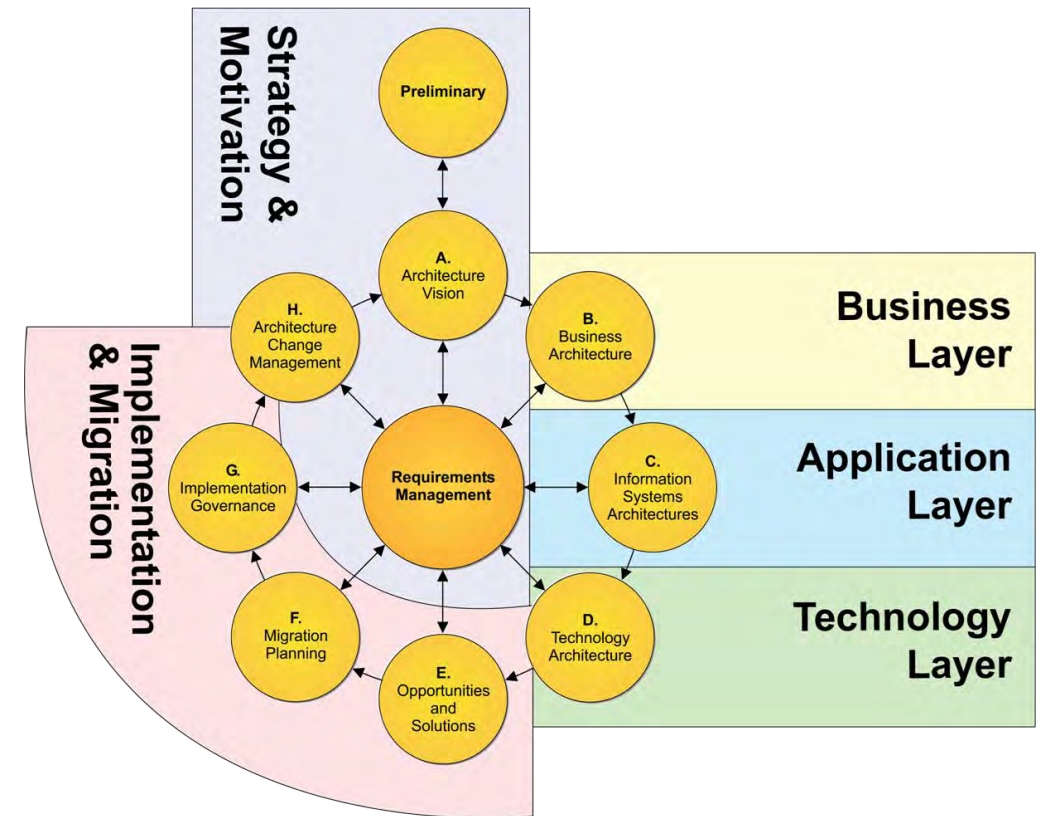 Strategy &
Motivation
Preliminary
A.
Architecture
Vision
H.
Architecture
Change
Management
B.
Business
Architecture
Business
Layer
Implementation
& Migration
G.
Implementation
Governance
Requirements
Management
C.
Information
Systems
Architectures
Application
Layer
F.
Migration
Planning
E.
Opportunities
and
Solutions
D.
Technology
Architecture
Technology
Layer